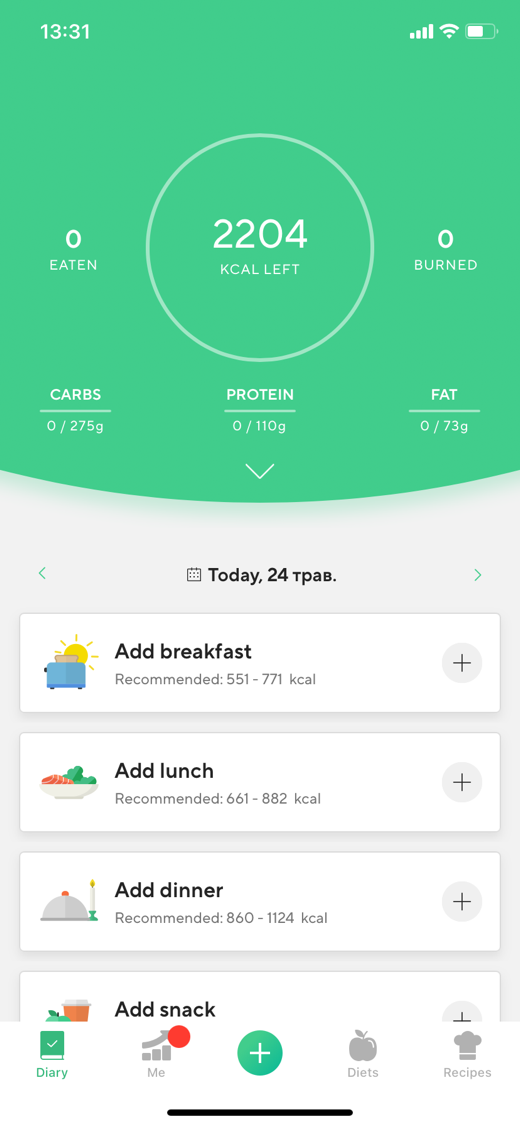 13:31
2204
KCAL LEFT
0
EATEN
0
BURNED
CARBS
0 / 275g
PROTEIN
0 / 110g
FAT
0 / 73g
Today, 24 трав.
Add breakfast
Recommended: 551 - 771 kcal
Add lunch
Recommended: 661 - 882 kcal
Add dinner
Recommended: 860 - 1124 kcal
Add snack
Diary
Me
Diets
Recipes